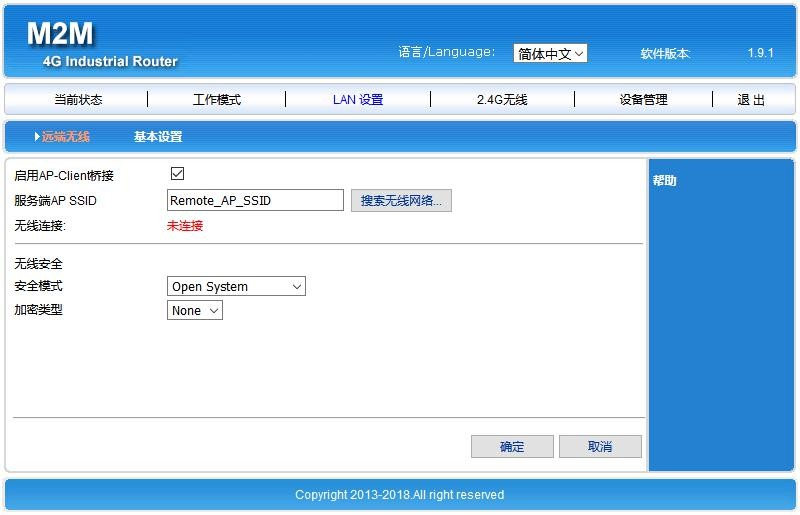 M2M
4G Industrial Router
语言/Language: 简体中文 软件版本: 1.9.1
当前状态 工作模式 LAN 设置 2.4G无线 设备管理 退 出
远端无线 基本设置
启用AP-Client桥接
帮助
服务端AP SSID Remote_AP_SSID 搜索无线网络...
无线连接: 未连接
无线安全
安全模式 Open System
加密类型 None
确定 取消
Copyright 2013-2018.All right reserved